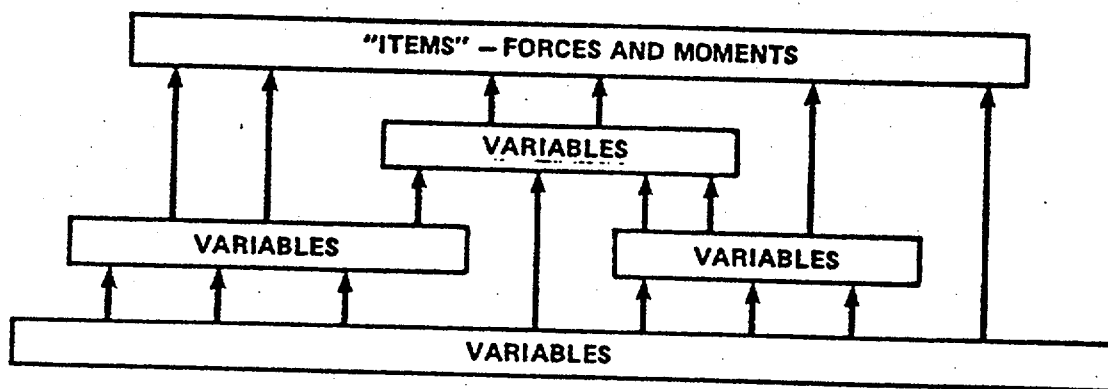 "ITEMS" – FORCES AND MOMENTS
VARIABLES
VARIABLES
VARIABLES
VARIABLES